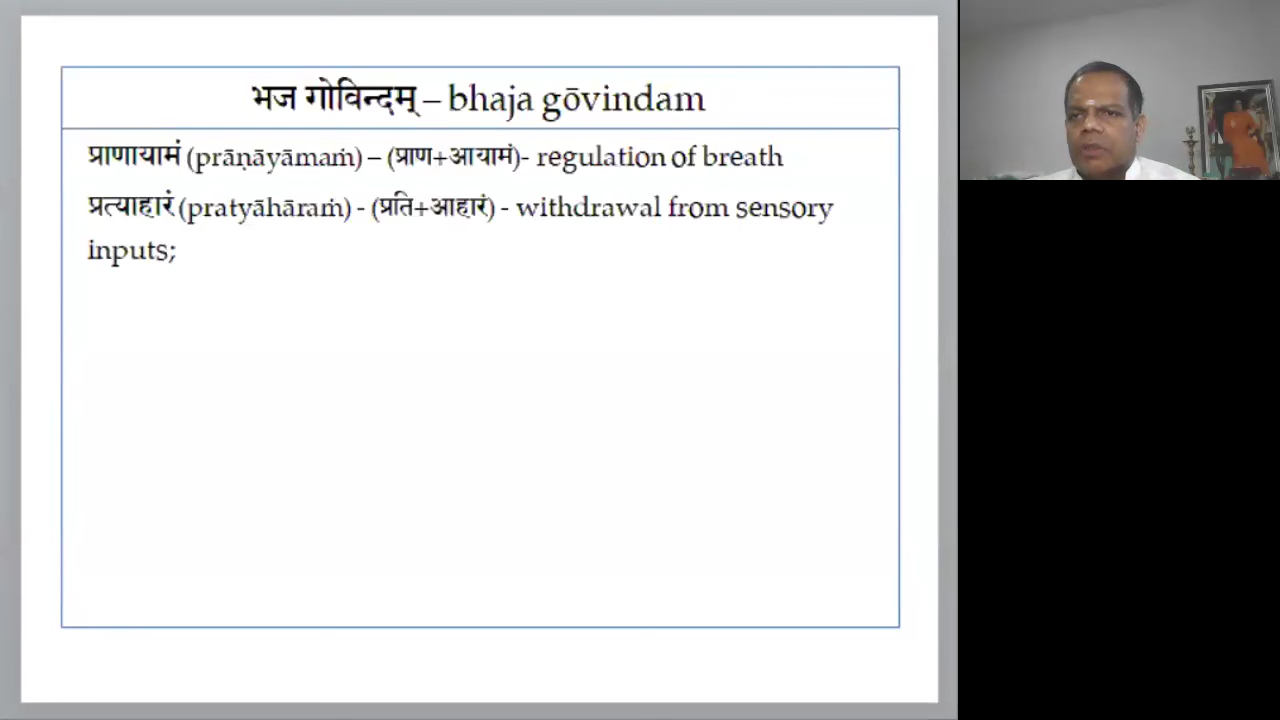 भज गोविन्दम् – bhaja gōvindam
प्राणायामं (prāṇāyāmaṁ) – (प्राण+आयामं)- regulation of breath
प्रत्याहारं (pratyāhāraṁ) - (प्रति+आहारं) - withdrawal from sensory
inputs;